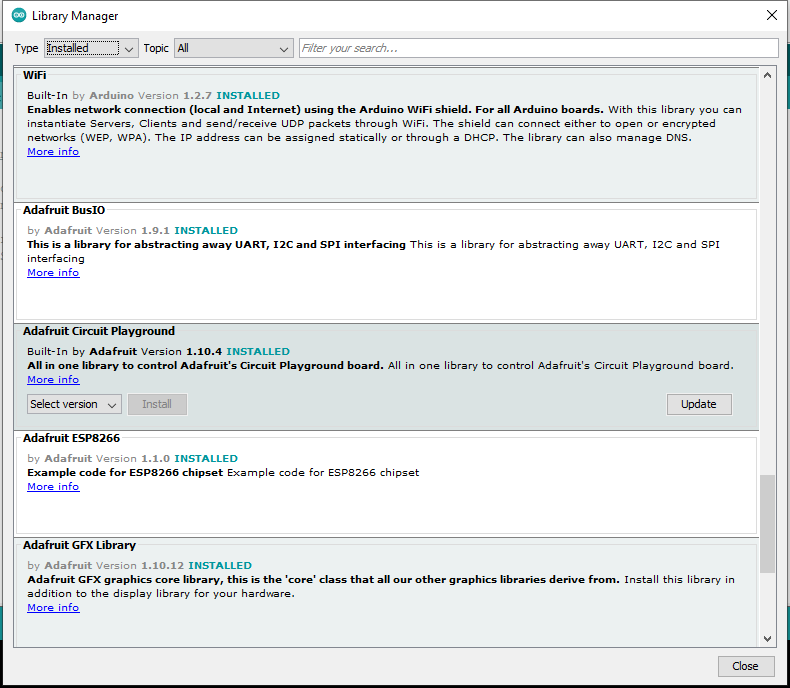 Library Manager
Type Installed Topic All Filter your search...
WiFi
Built-In by Arduino Version 1.2.7 INSTALLED
Enables network connection (local and Internet) using the Arduino WiFi shield. For all Arduino boards. With this library you can
instantiate Servers, Clients and send/receive UDP packets through WiFi. The shield can connect either to open or encrypted
networks (WEP, WPA). The IP address can be assigned statically or through a DHCP. The library can also manage DNS.
More info
Adafruit BusIO
by Adafruit Version 1.9.1 INSTALLED
This is a library for abstracting away UART, I2C and SPI interfacing This is a library for abstracting away UART, I2C and SPI
interfacing
More info
Adafruit Circuit Playground
Built-In by Adafruit Version 1.10.4 INSTALLED
All in one library to control Adafruit's Circuit Playground board. All in one library to control Adafruit's Circuit Playground board.
More info
Select version Install Update
Adafruit ESP8266
by Adafruit Version 1.1.0 INSTALLED
Example code for ESP8266 chipset Example code for ESP8266 chipset
More info
Adafruit GFX Library
by Adafruit Version 1.10.12 INSTALLED
Adafruit GFX graphics core library, this is the 'core' class that all our other graphics libraries derive from. Install this library in
addition to the display library for your hardware.
More info
Close